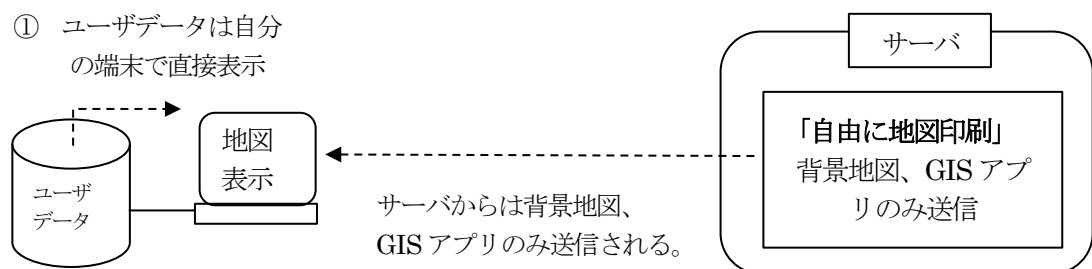 ① ユーザデータは自分
の端末で直接表示
サーバ
地図
表示
「自由に地図印刷」
背景地図、GIS アプ
リのみ送信
ユーザ
データ
サーバからは背景地図、
GIS アプリのみ送信される。